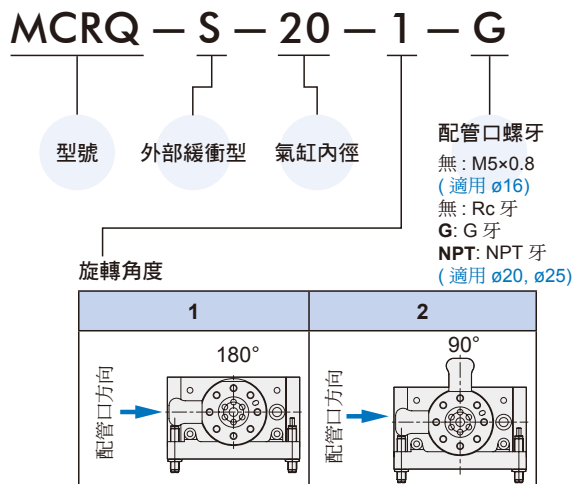 MCRQ — S — 20 — 1 — G
型號
外部緩衝型
氣缸內徑
配管口螺牙
無 : M5×0.8
( 適用 ø16)
無 : Rc 牙
G: G 牙
NPT: NPT 牙
( 適用 ø20, ø25)
旋轉角度
1
2
配管口方向
180°
配管口方向
90°